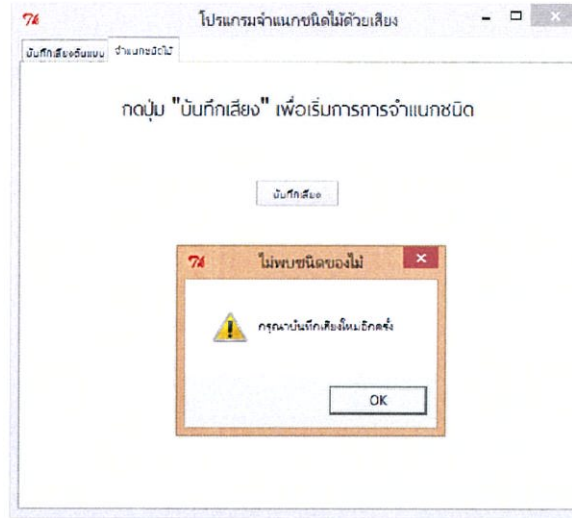 โปรแกรมจำแนกชนิดไม้ด้วยเสียง
บันทึกเสียงต้นแบบ จำแนกชนิดไม้
กดปุ่ม "บันทึกเสียง" เพื่อเริ่มการการจำแนกชนิด
บันทึกเสียง
ไม่พบชนิดของไม้
กรุณาบันทึกเสียงใหม่อีกครั้ง
OK